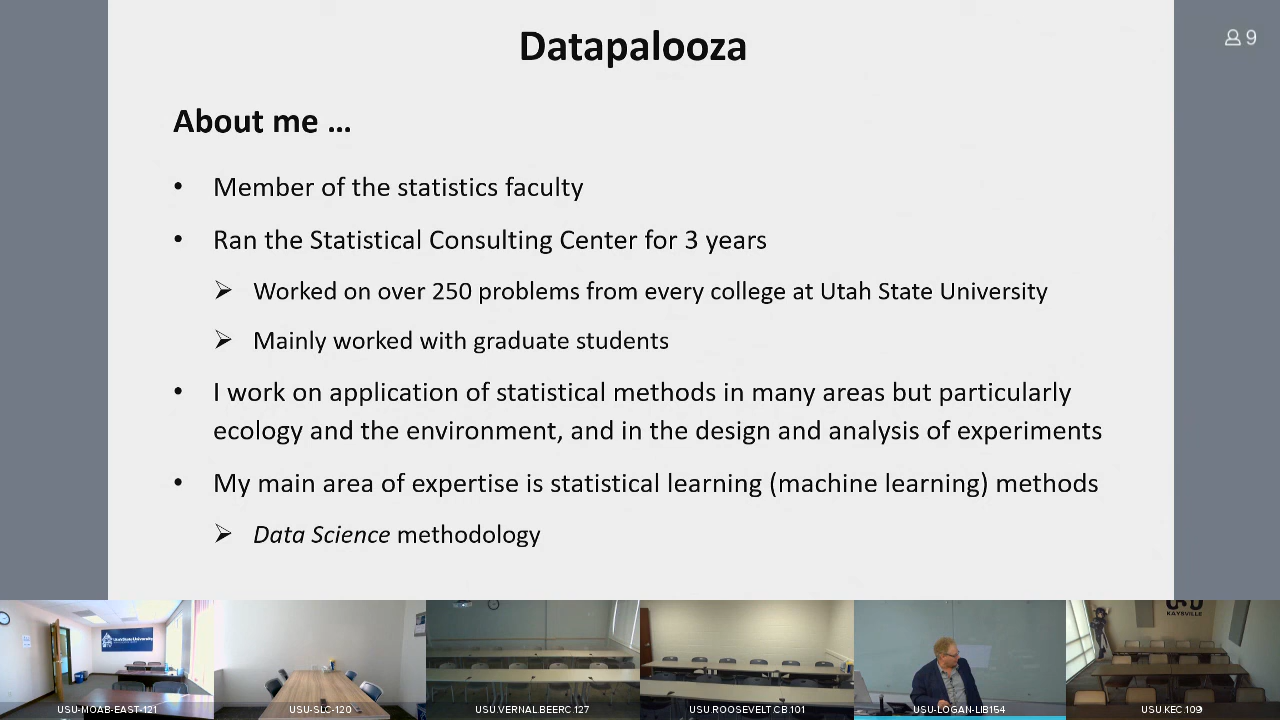 Datapalooza
9
About me ...
• Member of the statistics faculty
• Ran the Statistical Consulting Center for 3 years
➢ Worked on over 250 problems from every college at Utah State University
➢ Mainly worked with graduate students
• I work on application of statistical methods in many areas but particularly
ecology and the environment, and in the design and analysis of experiments
• My main area of expertise is statistical learning (machine learning) methods
➢ Data Science methodology
UtahStateUniversity
USU
KAYSVILLE
USU-MOAB-EAST-121
USU-SLC-120
USU.VERNAL.BEERC.127
USU.ROOSEVELT.CB.101
USU-LOGAN-LIB154
USU.KEC.109